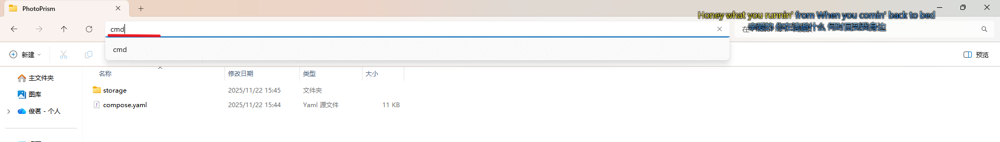 PhotoPrism
Honey what you runnin' from When you comin' back to bed
亲爱的 你在逃避什么 何时回到我身边
cmd
在
cmd
新建
预览
名称
修改日期
类型
大小
主文件夹
storage
2025/11/22 15:45
文件夹
图库
compose.yaml
2025/11/22 15:44
Yaml 源文件
11 KB
俊茗 - 个人